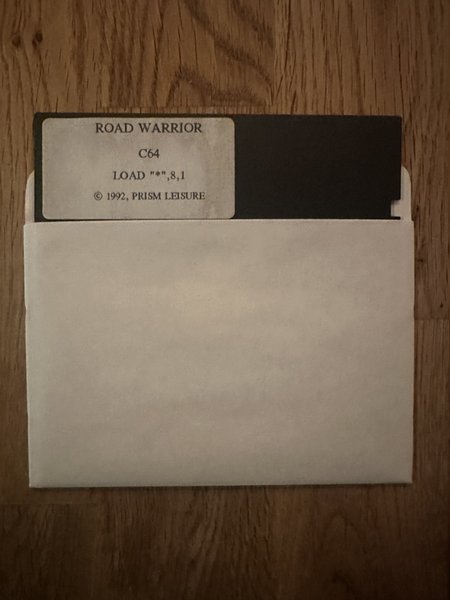 ROAD WARRIOR
C64
LOAD "*",8,1
© 1992, PRISM LEISURE